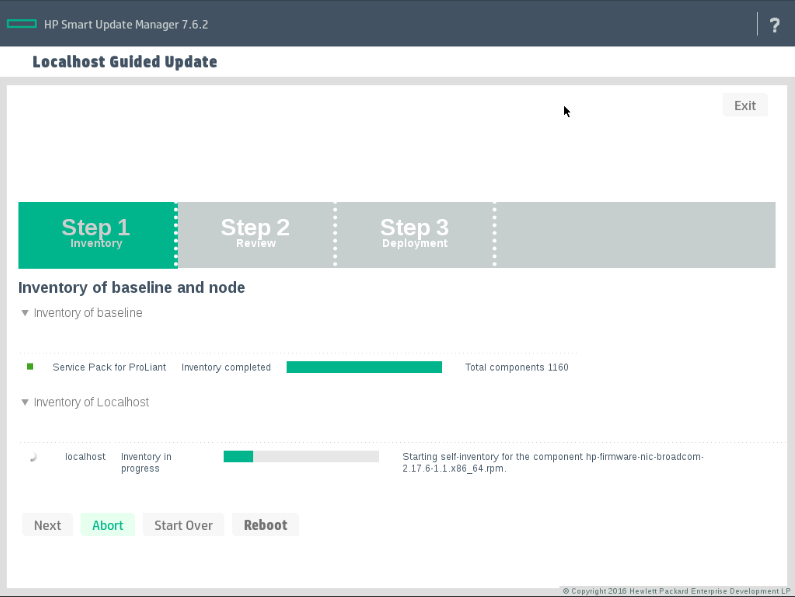 HP Smart Update Manager 7.6.2
?
Localhost Guided Update
Exit
Step 1
Inventory
Step 2
Review
Step 3
Deployment
Inventory of baseline and node
Inventory of baseline
Service Pack for ProLiant Inventory completed Total components 1160
Inventory of Localhost
localhost Inventory in progress Starting self-inventory for the component hp-firmware-nic-broadcom-
2.17.6-1.1.x86_64.rpm.
Next Abort Start Over Reboot
© Copyright 2016 Hewlett Packard Enterprise Development LP